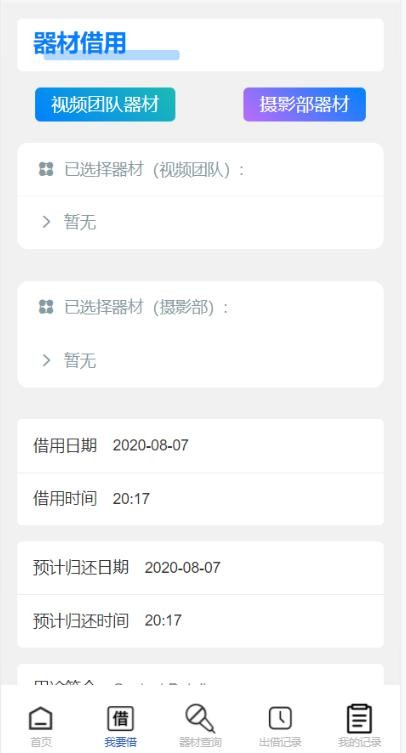 器材借用
视频团队器材 摄影部器材
已选择器材（视频团队）:
暂无
已选择器材（摄影部）:
暂无
借用日期 2020-08-07
借用时间 20:17
预计归还日期 2020-08-07
预计归还时间 20:17
借
首页 我要借 器材查询 出借记录 我的记录